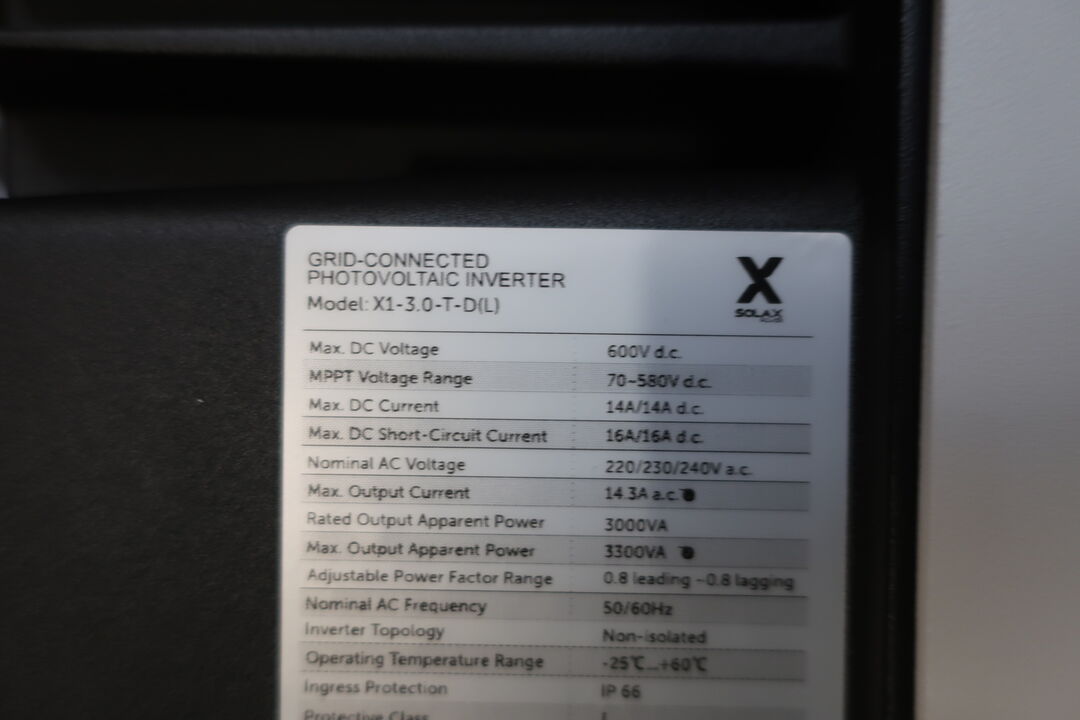 GRID-CONNECTED
PHOTOVOLTAIC INVERTER
Model: X1-3.0-T-D(L)
X
SOLAX
Max. DC Voltage 600V d.c.
MPPT Voltage Range 70~580V d.c.
Max. DC Current 14A/14A d.c.
Max. DC Short-Circuit Current 16A/16A d.c.
Nominal AC Voltage 220/230/240V a.c.
Max. Output Current 14.3A a.c.
Rated Output Apparent Power 3000VA
Max. Output Apparent Power 3300VA
Adjustable Power Factor Range 0.8 leading ~0.8 lagging
Nominal AC Frequency 50/60Hz
Inverter Topology Non-isolated
Operating Temperature Range -25℃...+60℃
Ingress Protection IP 66
Protective Class I